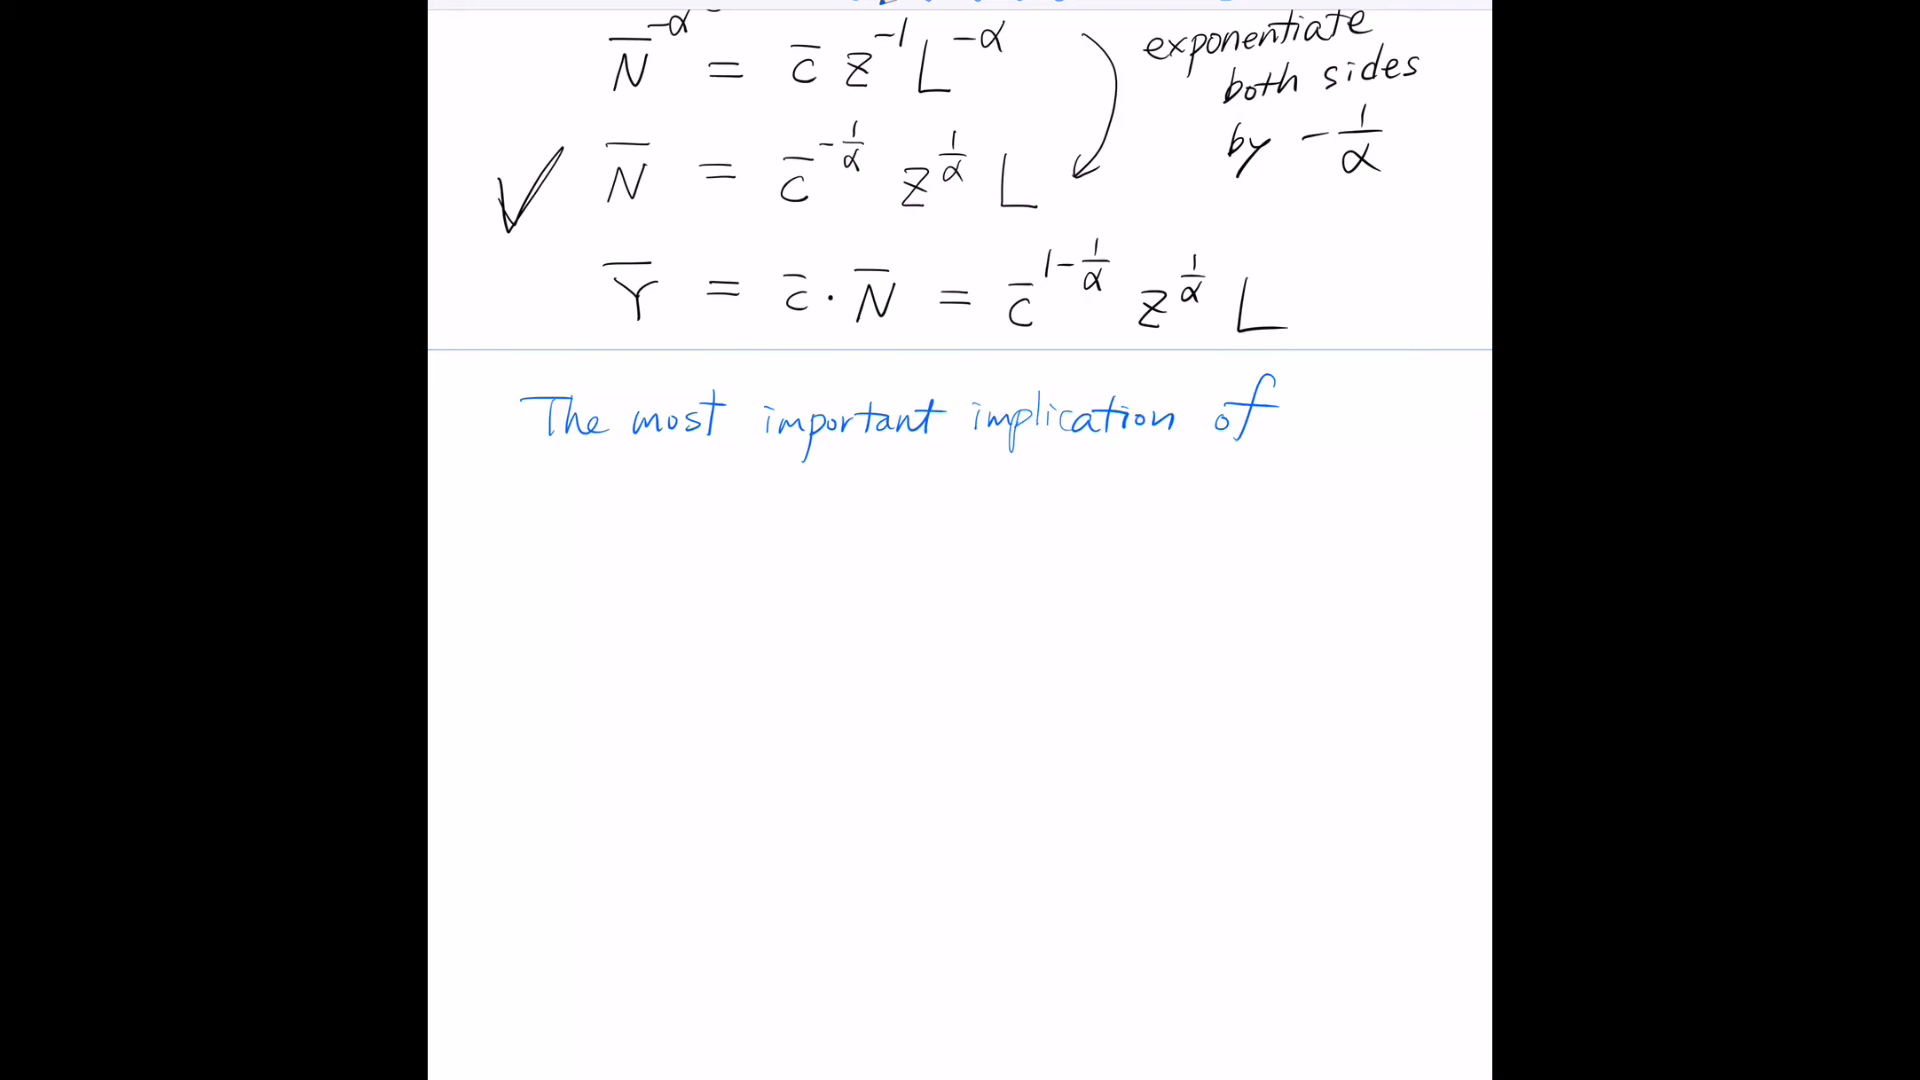 N̅^{-α} = c̅ z^{-1} L^{-α}
exponentiate
both sides
by -1/α
✓ N̅ = c̅^{-1/α} z^{1/α} L
Y̅ = c̅ · N̅ = c̅^{1-1/α} z^{1/α} L
The most important implication of